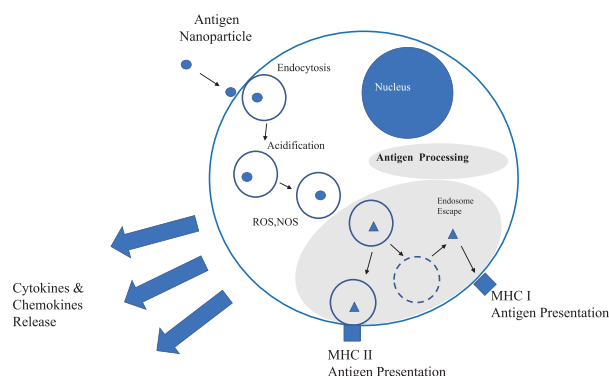 Antigen
Nanoparticle
Endocytosis
Nucleus
Acidification
Antigen Processing
ROS,NOS
Endosome
Escape
Cytokines &
Chemokines
Release
MHC I
Antigen Presentation
MHC II
Antigen Presentation